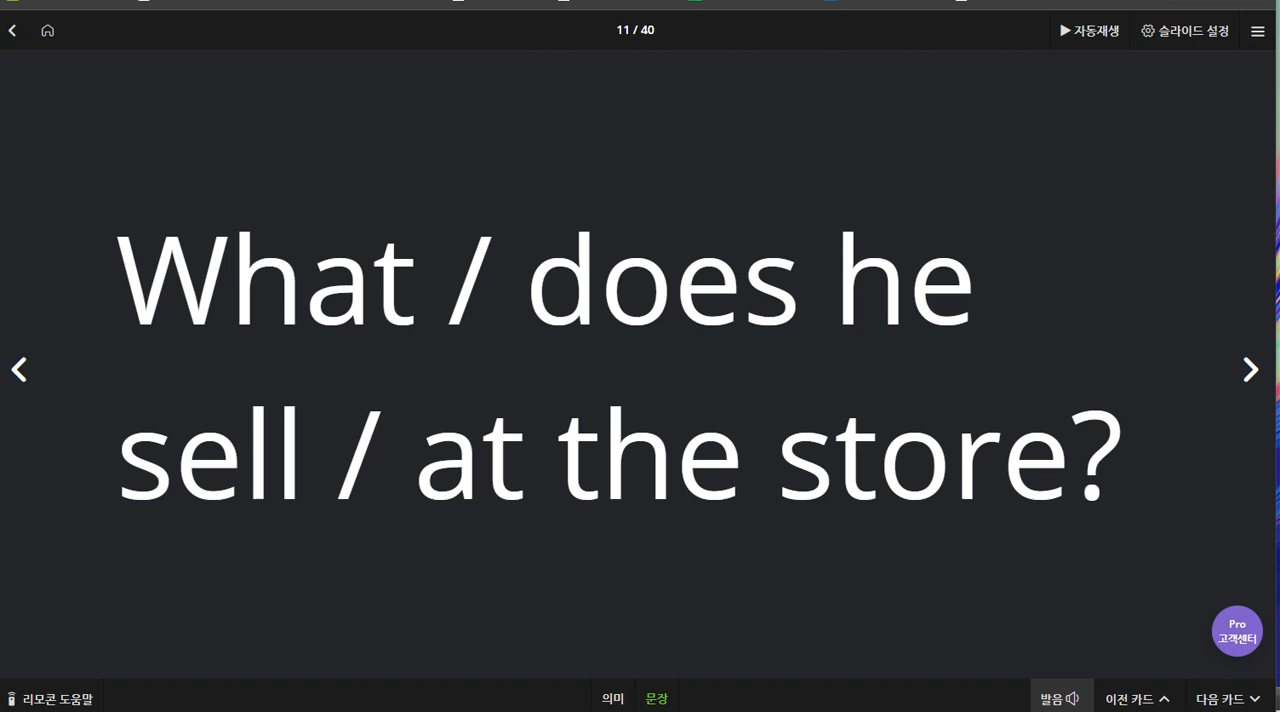 11 / 40
자동재생
슬라이드 설정
What / does he
sell / at the store?
Pro
고객센터
리모콘 도움말
의미
문장
발음
이전 카드
다음 카드